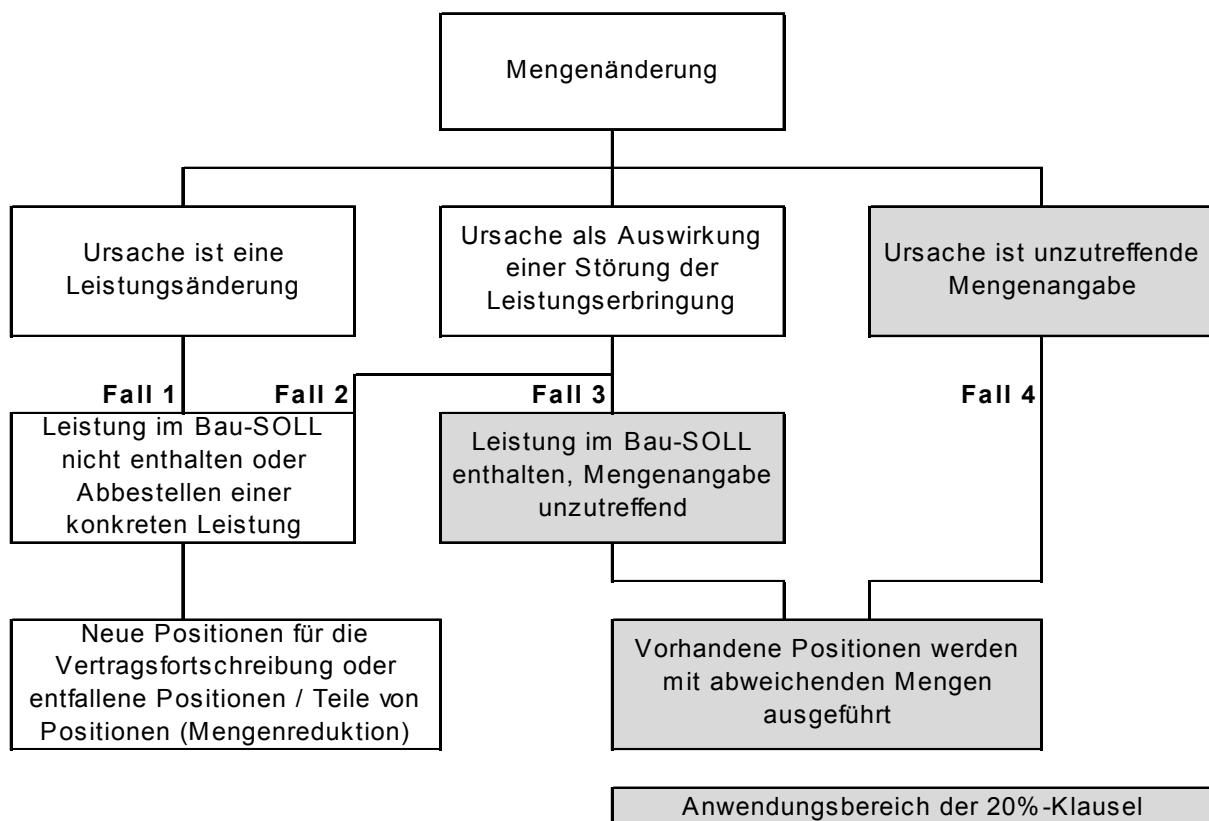 Mengenänderung
Ursache ist eine
Leistungsänderung
Ursache als Auswirkung
einer Störung der
Leistungserbringung
Ursache ist unzutreffende
Mengenangabe
Fall 1
Fall 2
Fall 3
Fall 4
Leistung im Bau-SOLL
nicht enthalten oder
Abbestellen einer
konkreten Leistung
Leistung im Bau-SOLL
enthalten, Mengenangabe
unzutreffend
Neue Positionen für die
Vertragsfortschreibung oder
entfallene Positionen / Teile von
Positionen (Mengenreduktion)
Vorhandene Positionen werden
mit abweichenden Mengen
ausgeführt
Anwendungsbereich der 20%-Klausel